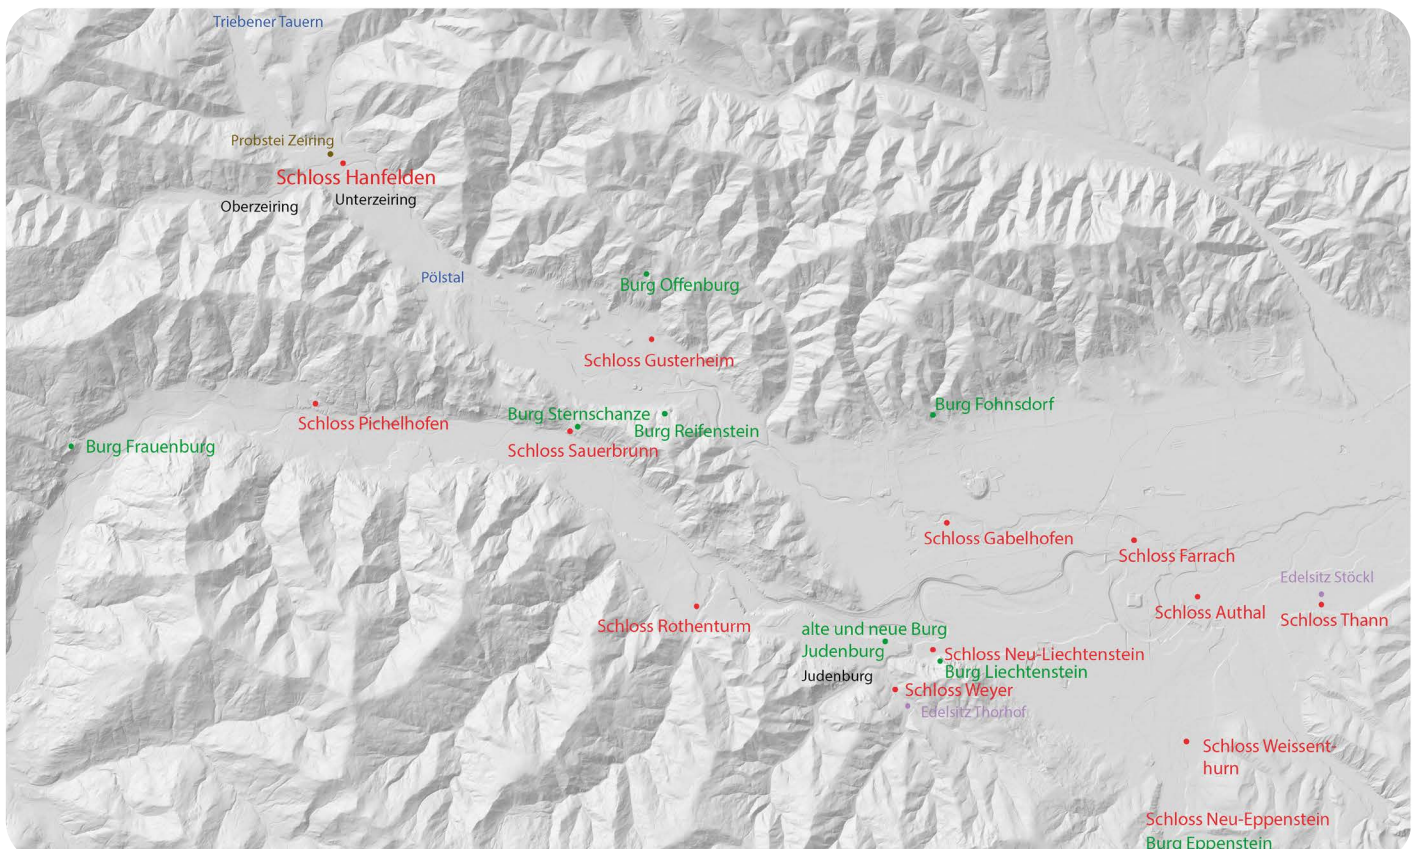 Triebener Tauern
Probstei Zeiring
Schloss Hanfelden
Oberzeiring
Unterzeiring
Pölstal
Burg Offenburg
Schloss Gusterheim
Schloss Pichelhofen
Burg Sternschanze
Burg Reifenstein
Burg Fohnsdorf
Burg Frauenburg
Schloss Sauerbrunn
Schloss Gabelhofen
Schloss Farrach
Edelsitz Stöckl
Schloss Authal
Schloss Thann
Schloss Rothenturm
alte und neue Burg
Judenburg
Judenburg
Schloss Neu-Liechtenstein
Burg Liechtenstein
Schloss Weyer
Edelsitz Thorhof
Schloss Weissent-
hurn
Schloss Neu-Eppenstein
Burg Eppenstein